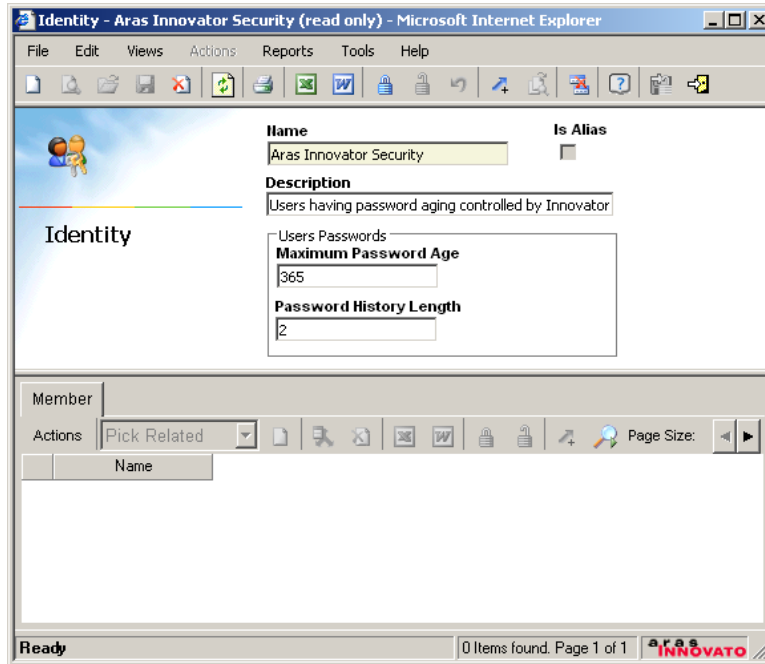 Identity - Aras Innovator Security (read only) - Microsoft Internet Explorer
File Edit Views Actions Reports Tools Help
Name Is Alias
Aras Innovator Security
Description
Users having password aging controlled by Innovator
Identity
Users Passwords
Maximum Password Age
365
Password History Length
2
Member
Actions Pick Related Page Size:
Name
Ready 0 Items found. Page 1 of 1 aras INNOVATO